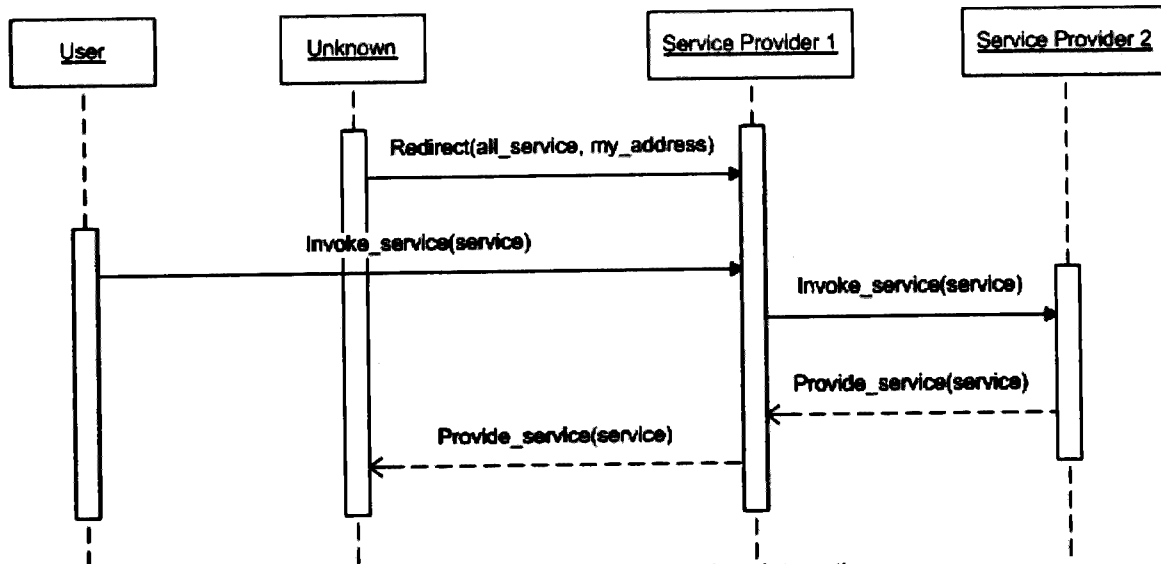 User
Unknown
Service Provider 1
Service Provider 2
Redirect(all_service, my_address)
Invoke_service(service)
Invoke_service(service)
Provide_service(service)
Provide_service(service)